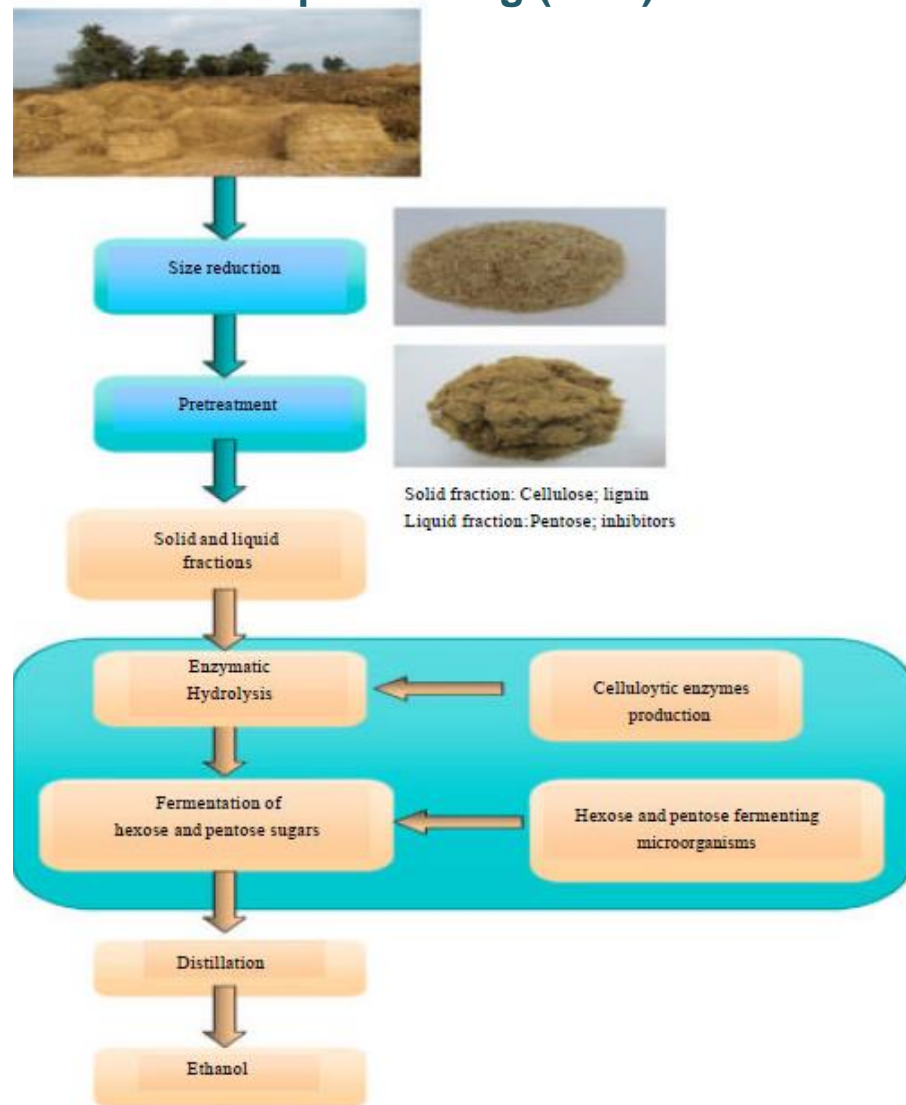 Size reduction
Pretreatment
Solid fraction: Cellulose; lignin
Liquid fraction:Pentose; inhibitors
Solid and liquid
fractions
Enzymatic
Hydrolysis
Celluloytic enzymes
production
Fermentation of
hexose and pentose sugars
Hexose and pentose fermenting
microorganisms
Distillation
Ethanol